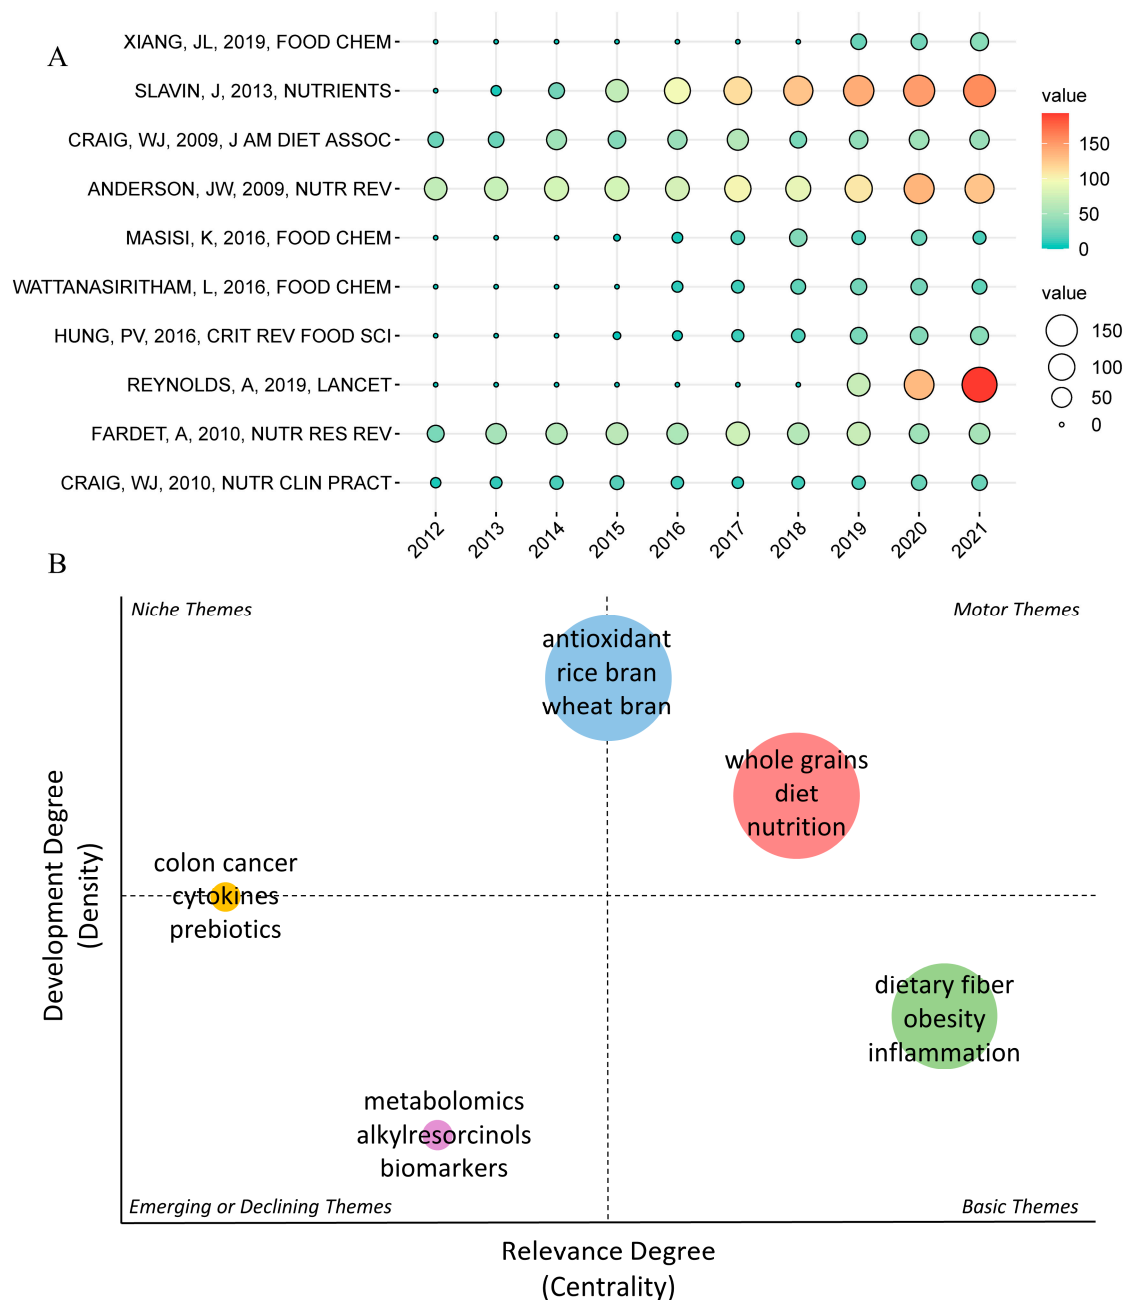 A
XIANG, JL, 2019, FOOD CHEM
SLAVIN, J, 2013, NUTRIENTS
CRAIG, WJ, 2009, J AM DIET ASSOC
ANDERSON, JW, 2009, NUTR REV
MASISI, K, 2016, FOOD CHEM
WATTANASIRITHAM, L, 2016, FOOD CHEM
HUNG, PV, 2016, CRIT REV FOOD SCI
REYNOLDS, A, 2019, LANCET
FARDET, A, 2010, NUTR RES REV
CRAIG, WJ, 2010, NUTR CLIN PRACT
2012
2013
2014
2015
2016
2017
2018
2019
2020
2021
value
150
100
50
0
value
150
100
50
0
B
Niche Themes
Motor Themes
antioxidant
rice bran
wheat bran
whole grains
diet
nutrition
colon cancer
cytokines
prebiotics
dietary fiber
obesity
inflammation
metabolomics
alkylresorcinols
biomarkers
Emerging or Declining Themes
Basic Themes
Development Degree
(Density)
Relevance Degree
(Centrality)